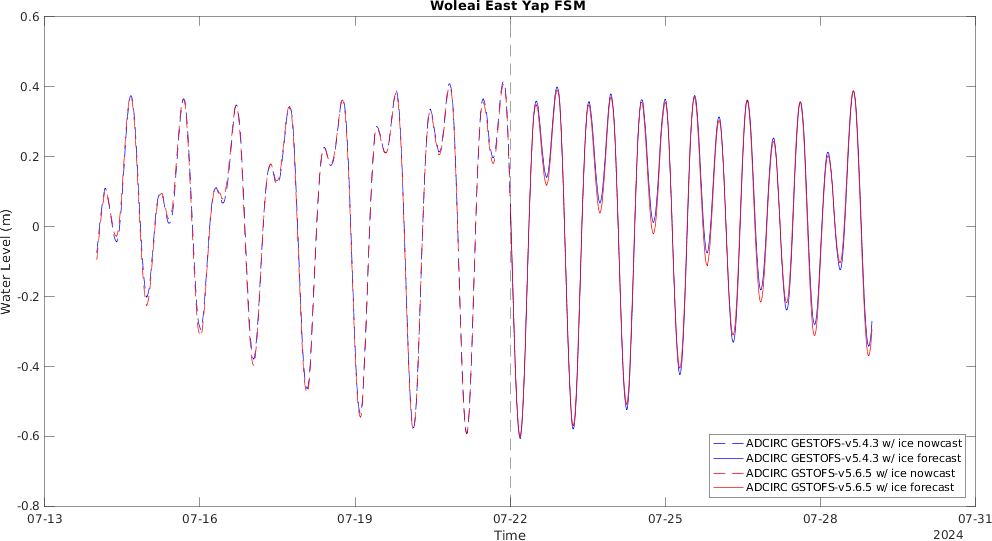 Woleai East Yap FSM
0.6
0.4
0.2
0
-0.2
-0.4
-0.6
-0.8
Water Level (m)
07-13
07-16
07-19
07-22
07-25
07-28
07-31
Time
2024
ADCIRC GESTOFS-v5.4.3 w/ ice nowcast
ADCIRC GESTOFS-v5.4.3 w/ ice forecast
ADCIRC GSTOFS-v5.6.5 w/ ice nowcast
ADCIRC GSTOFS-v5.6.5 w/ ice forecast